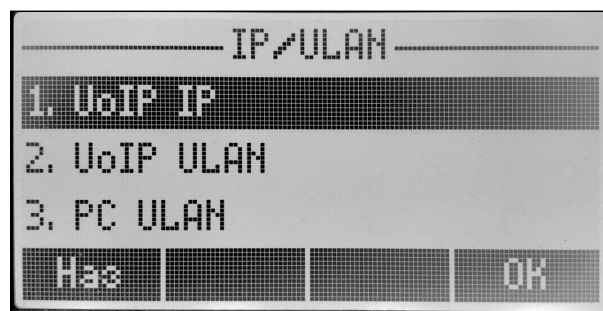 IP/VLAN
1. VoIP IP
2. VoIP VLAN
3. PC VLAN
Наз OK